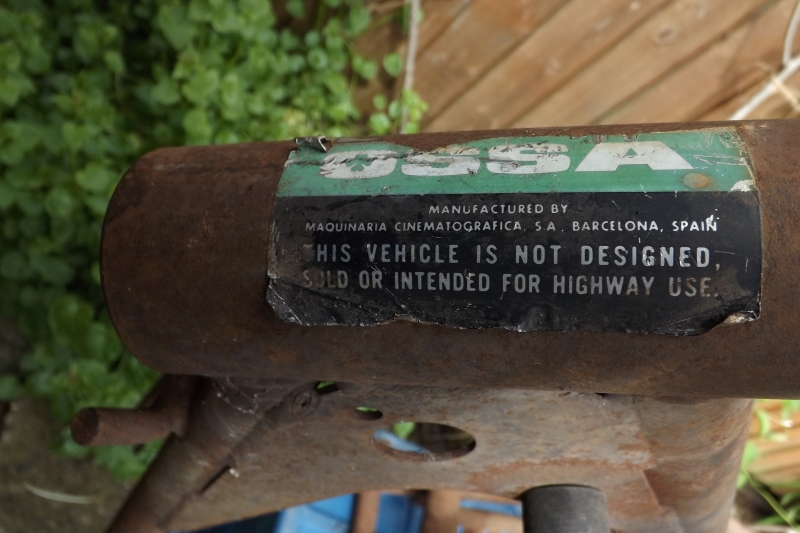 OSSA
MANUFACTURED BY
MAQUINARIA CINEMATOGRAFICA, S.A., BARCELONA, SPAIN
THIS VEHICLE IS NOT DESIGNED,
SOLD OR INTENDED FOR HIGHWAY USE.